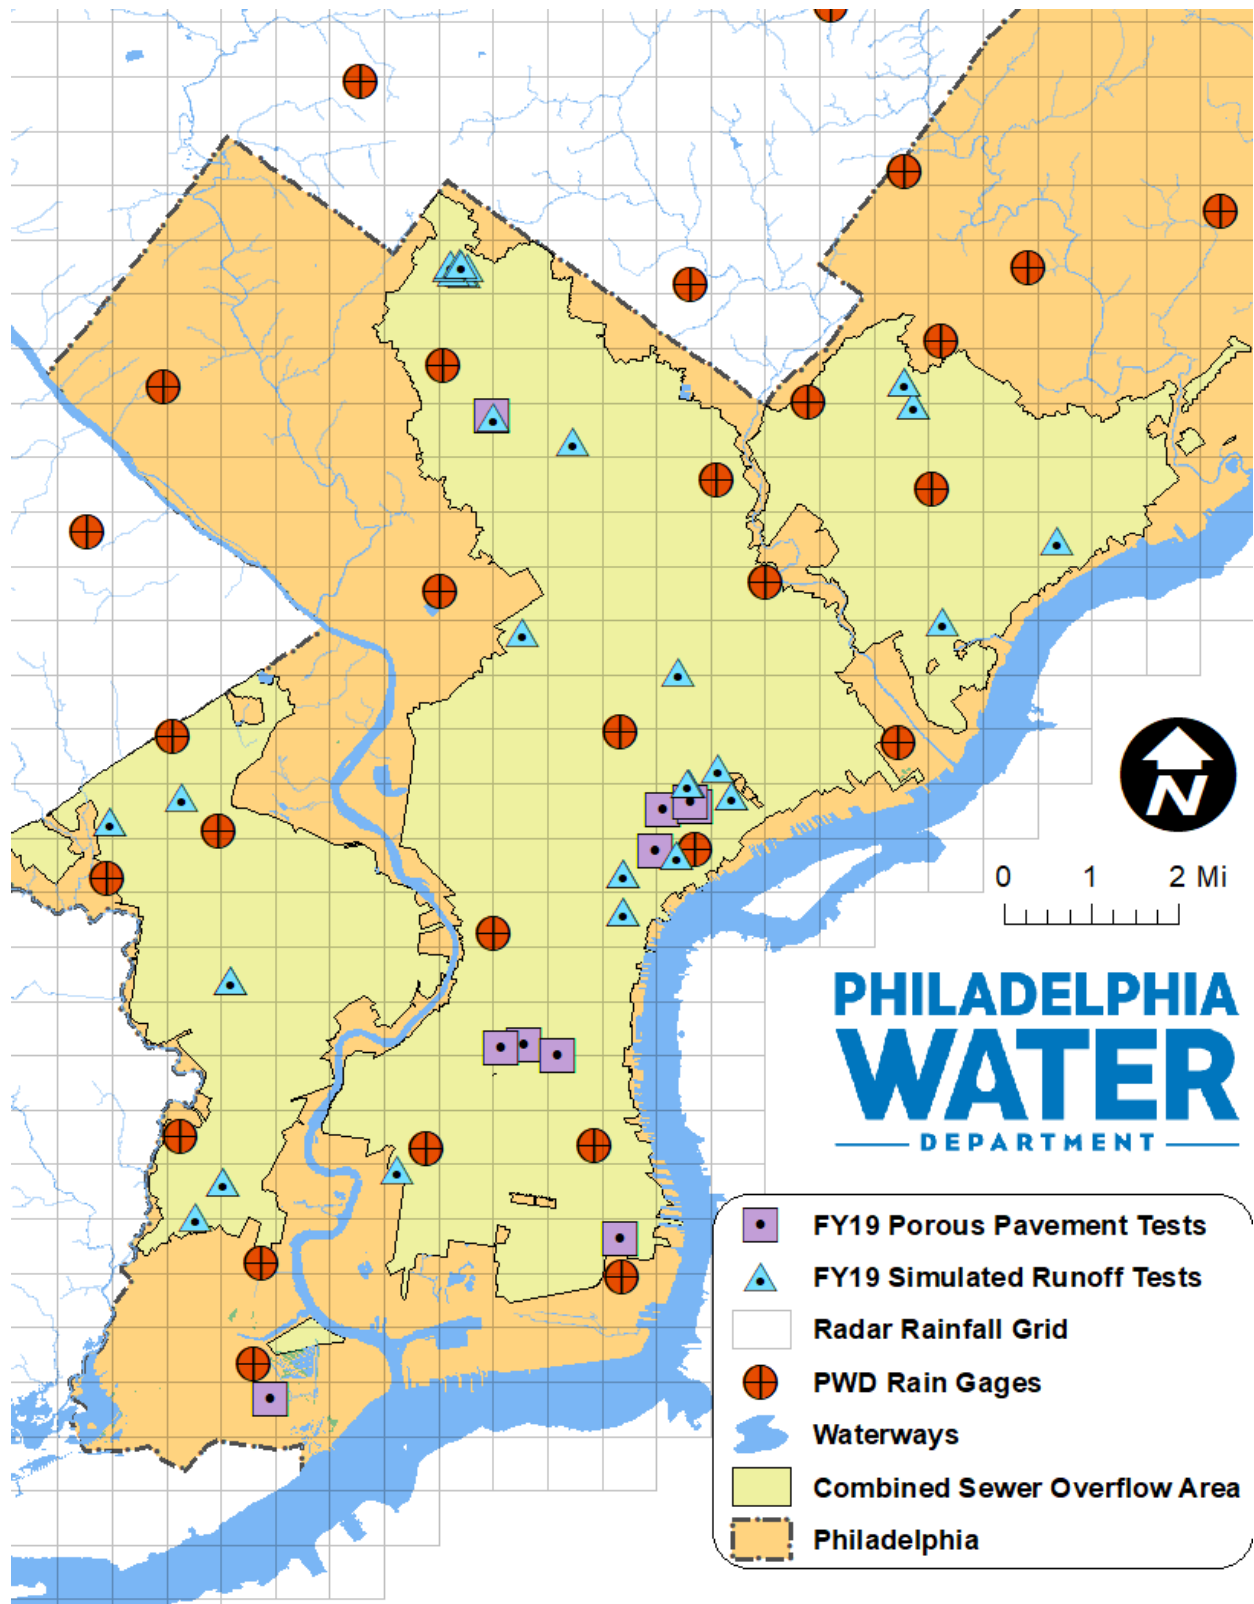 N
0 1 2 Mi
PHILADELPHIA
WATER
DEPARTMENT
FY19 Porous Pavement Tests
FY19 Simulated Runoff Tests
Radar Rainfall Grid
PWD Rain Gages
Waterways
Combined Sewer Overflow Area
Philadelphia